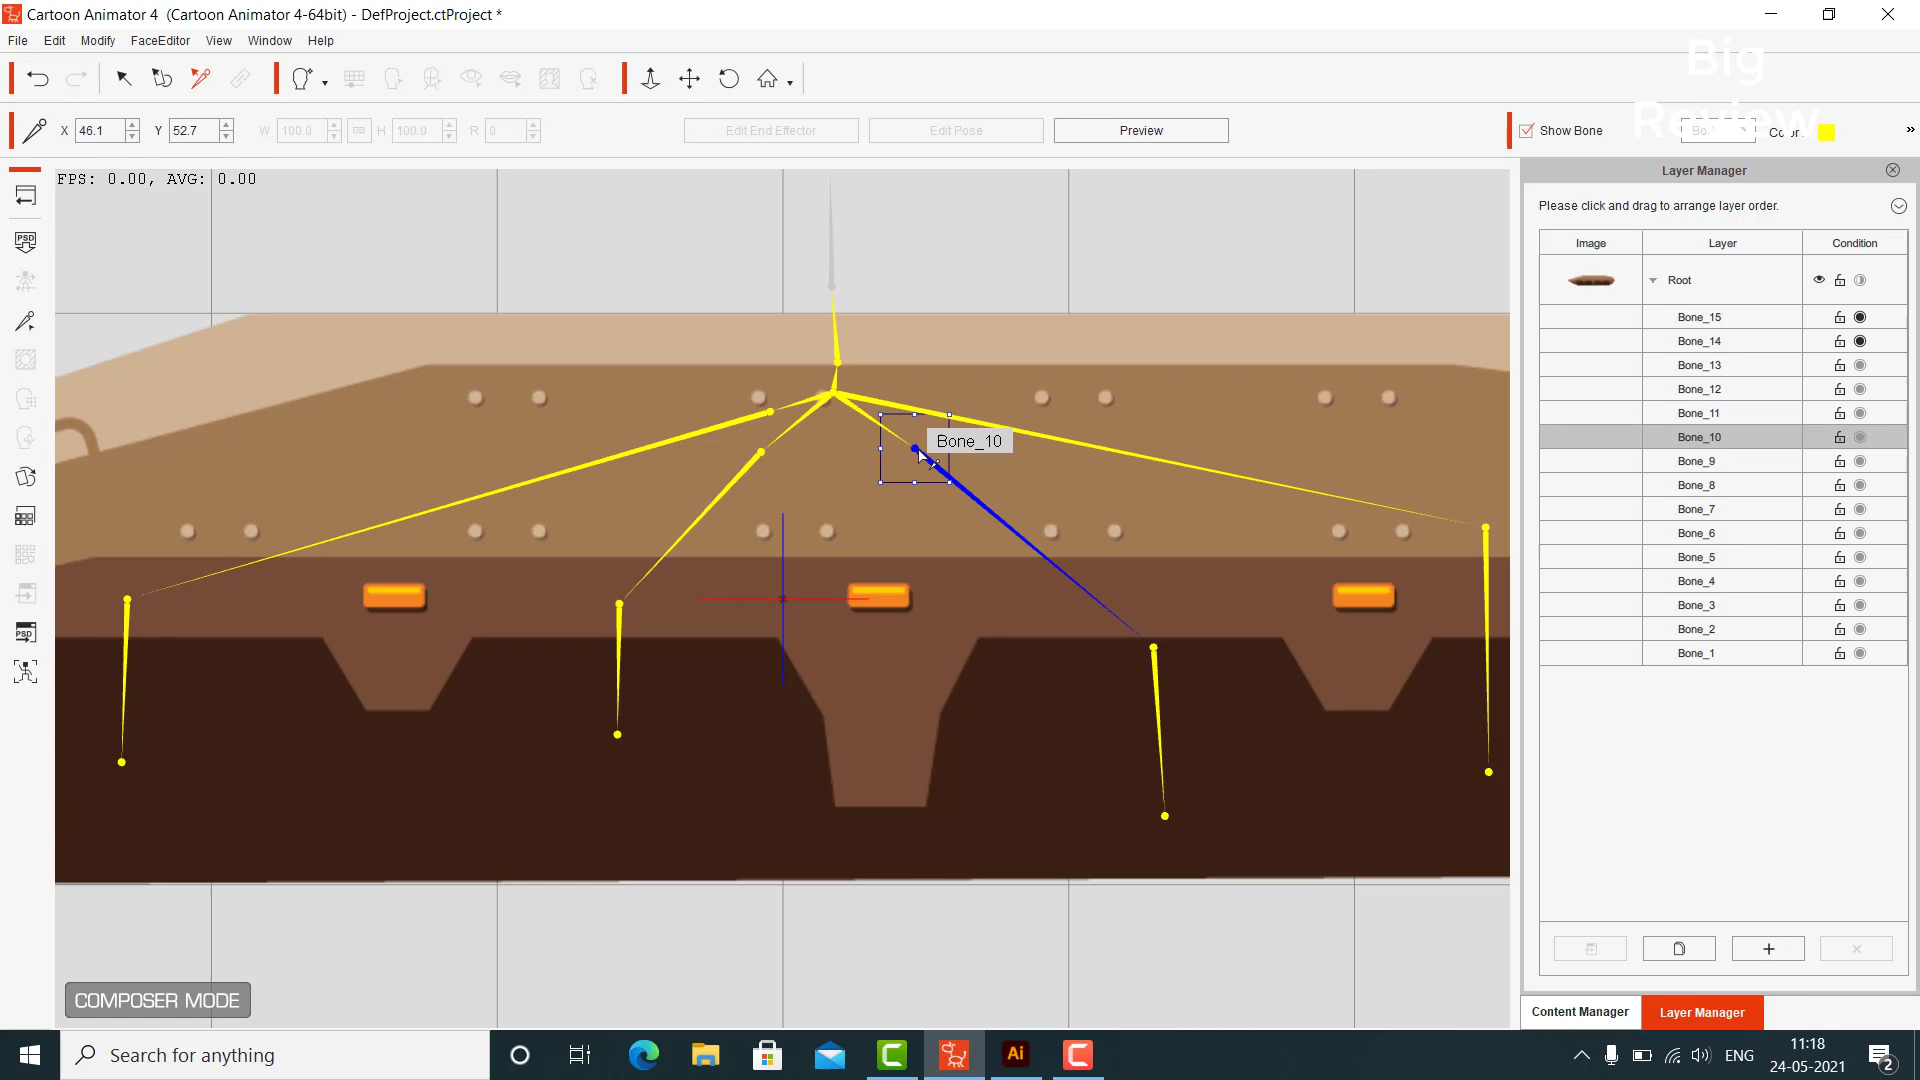 Cartoon Animator 4 (Cartoon Animator 4-64bit) - DefProject.ctProject *
File Edit Modify FaceEditor View Window Help
Big
Review
X 46.1 Y 52.7 W 100.0 H 100.0 R 0 Edit End Effector Edit Pose Preview Show Bone
FPS: 0.00, AVG: 0.00
Layer Manager
Please click and drag to arrange layer order.
Image Layer Condition
Root
Bone_15
Bone_14
Bone_13
Bone_12
Bone_11
Bone_10
Bone_9
Bone_8
Bone_7
Bone_6
Bone_5
Bone_4
Bone_3
Bone_2
Bone_1
Bone_10
PSD
PSD
COMPOSER MODE
Content Manager Layer Manager
Search for anything
Ai
ENG
11:18
24-05-2021
2